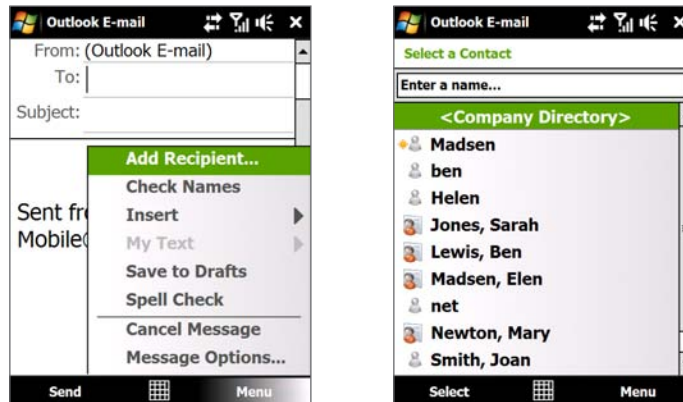 Outlook E-mail
From: (Outlook E-mail)
To:
Subject:
Add Recipient...
Check Names
Sent fr
Insert
Mobile
My Text
Save to Drafts
Spell Check
Cancel Message
Message Options...
Send
Menu
Outlook E-mail
Select a Contact
Enter a name...
<Company Directory>
Madsen
ben
Helen
Jones, Sarah
Lewis, Ben
Madsen, Elen
net
Newton, Mary
Smith, Joan
Select
Menu